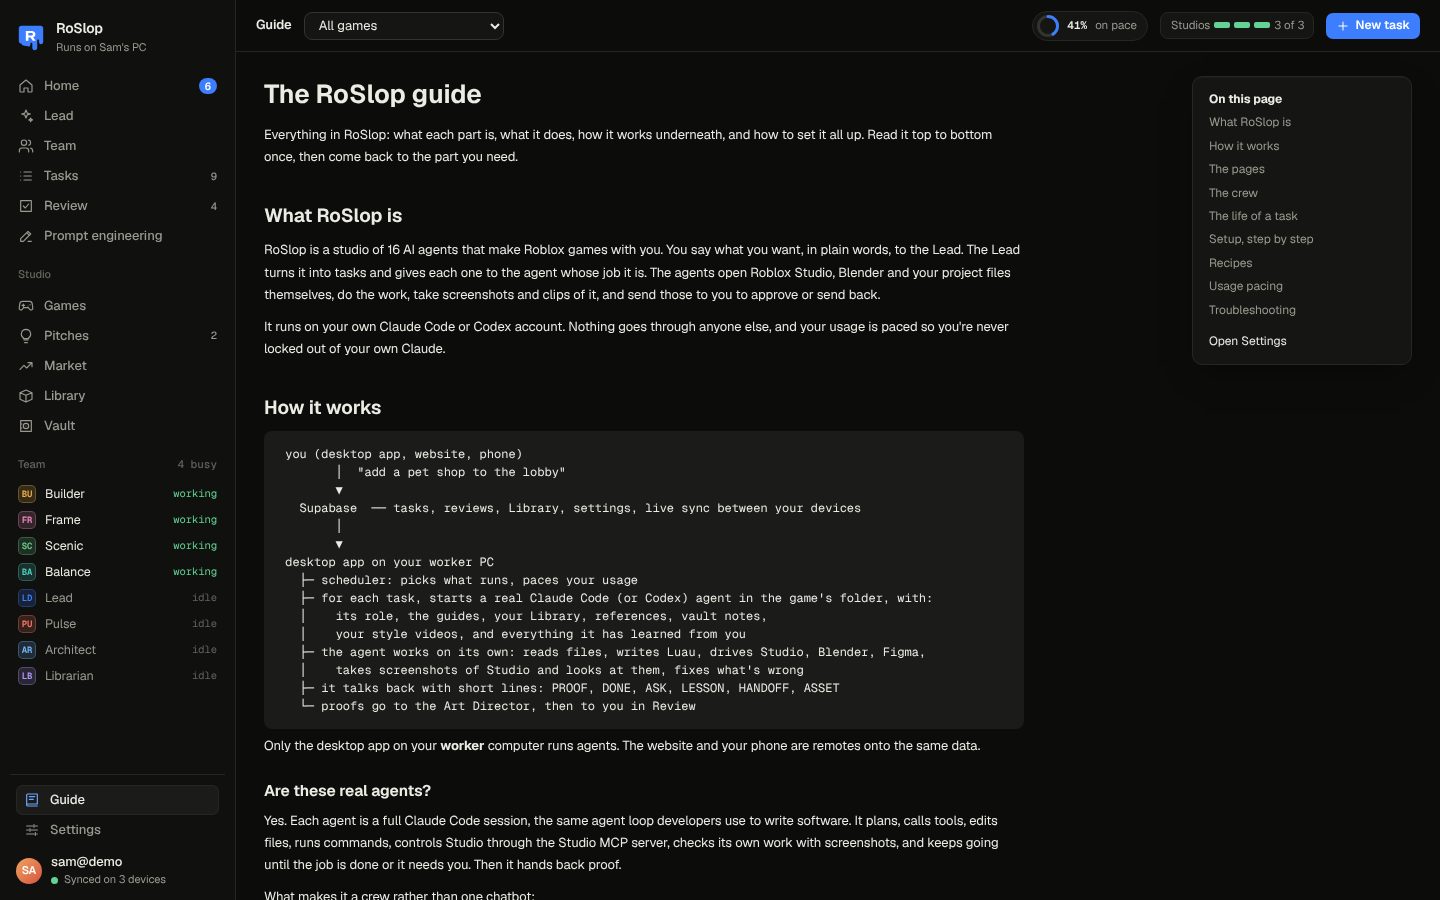 RoSlop
Runs on Sam's PC
Home 6
Lead
Team
Tasks 9
Review 4
Prompt engineering
Studio
Games
Pitches 2
Market
Library
Vault
Team 4 busy
BU Builder working
FR Frame working
SC Scenic working
BA Balance working
LD Lead idle
PU Pulse idle
AR Architect idle
LB Librarian idle
Guide
Settings
SA sam@demo
Synced on 3 devices
Guide All games 41% on pace Studios 3 of 3 + New task
The RoSlop guide
Everything in RoSlop: what each part is, what it does, how it works underneath, and how to set it all up. Read it top to bottom
once, then come back to the part you need.
What RoSlop is
RoSlop is a studio of 16 AI agents that make Roblox games with you. You say what you want, in plain words, to the Lead. The Lead
turns it into tasks and gives each one to the agent whose job it is. The agents open Roblox Studio, Blender and your project files
themselves, do the work, take screenshots and clips of it, and send those to you to approve or send back.
It runs on your own Claude Code or Codex account. Nothing goes through anyone else, and your usage is paced so you're never
locked out of your own Claude.
How it works
you (desktop app, website, phone)
│ "add a pet shop to the lobby"
▼
Supabase ── tasks, reviews, Library, settings, live sync between your devices
│
▼
desktop app on your worker PC
├─ scheduler: picks what runs, paces your usage
├─ for each task, starts a real Claude Code (or Codex) agent in the game's folder, with:
│ its role, the guides, your Library, references, vault notes,
│ your style videos, and everything it has learned from you
├─ the agent works on its own: reads files, writes Luau, drives Studio, Blender, Figma,
│ takes screenshots of Studio and looks at them, fixes what's wrong
├─ it talks back with short lines: PROOF, DONE, ASK, LESSON, HANDOFF, ASSET
└─ proofs go to the Art Director, then to you in Review
Only the desktop app on your worker computer runs agents. The website and your phone are remotes onto the same data.
Are these real agents?
Yes. Each agent is a full Claude Code session, the same agent loop developers use to write software. It plans, calls tools, edits
files, runs commands, controls Studio through the Studio MCP server, checks its own work with screenshots, and keeps going
until the job is done or it needs you. Then it hands back proof.
What makes it a crew rather than one chatbot:
On this page
What RoSlop is
How it works
The pages
The crew
The life of a task
Setup, step by step
Recipes
Usage pacing
Troubleshooting
Open Settings